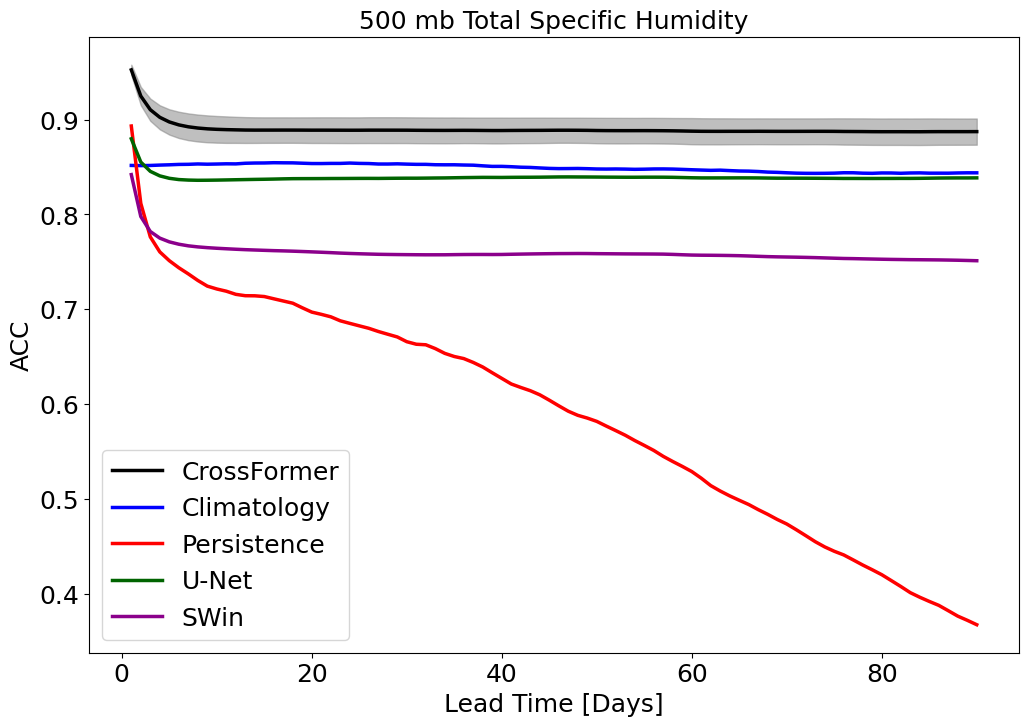 500 mb Total Specific Humidity
ACC
0.9
0.8
0.7
0.6
0.5
0.4
CrossFormer
Climatology
Persistence
U-Net
SWin
0 20 40 60 80
Lead Time [Days]